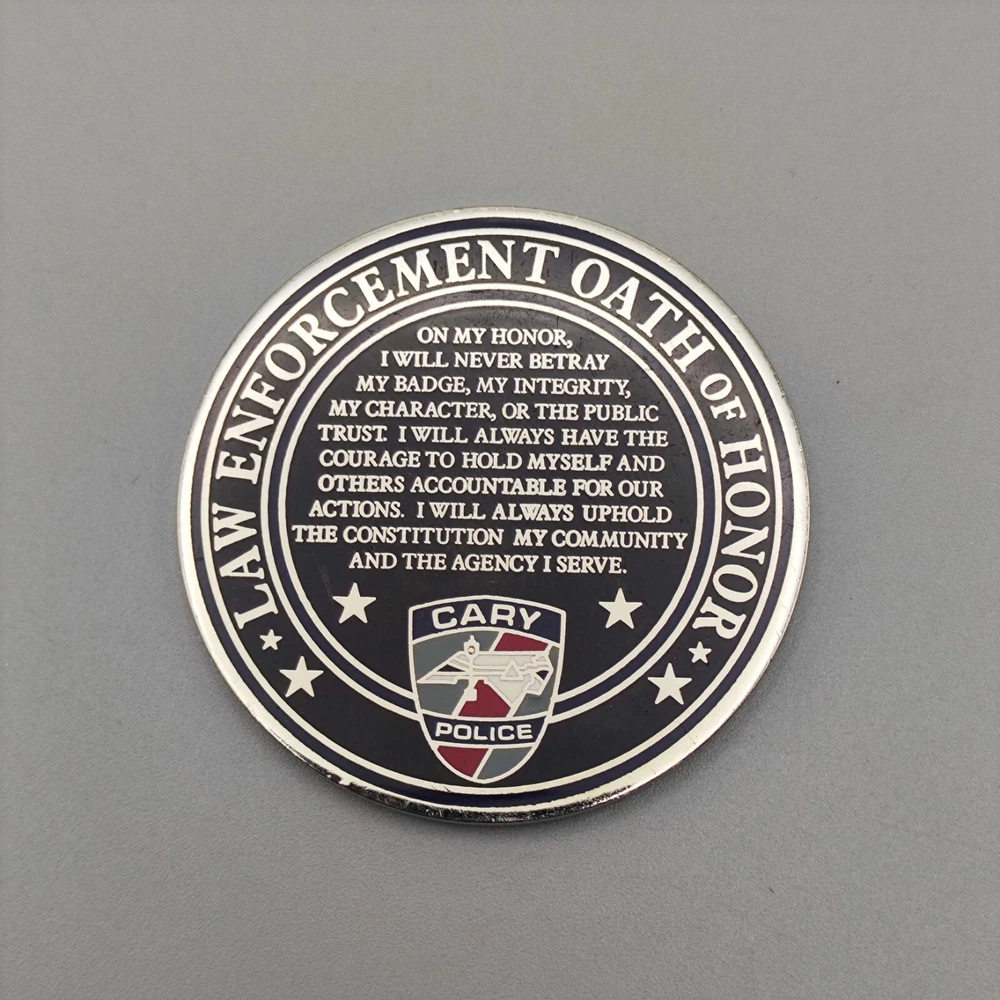 LAW ENFORCEMENT OATH OF HONOR
ON MY HONOR,
I WILL NEVER BETRAY
MY BADGE, MY INTEGRITY,
MY CHARACTER, OR THE PUBLIC
TRUST. I WILL ALWAYS HAVE THE
COURAGE TO HOLD MYSELF AND
OTHERS ACCOUNTABLE FOR OUR
ACTIONS. I WILL ALWAYS UPHOLD
THE CONSTITUTION MY COMMUNITY
AND THE AGENCY I SERVE.
CARY
POLICE